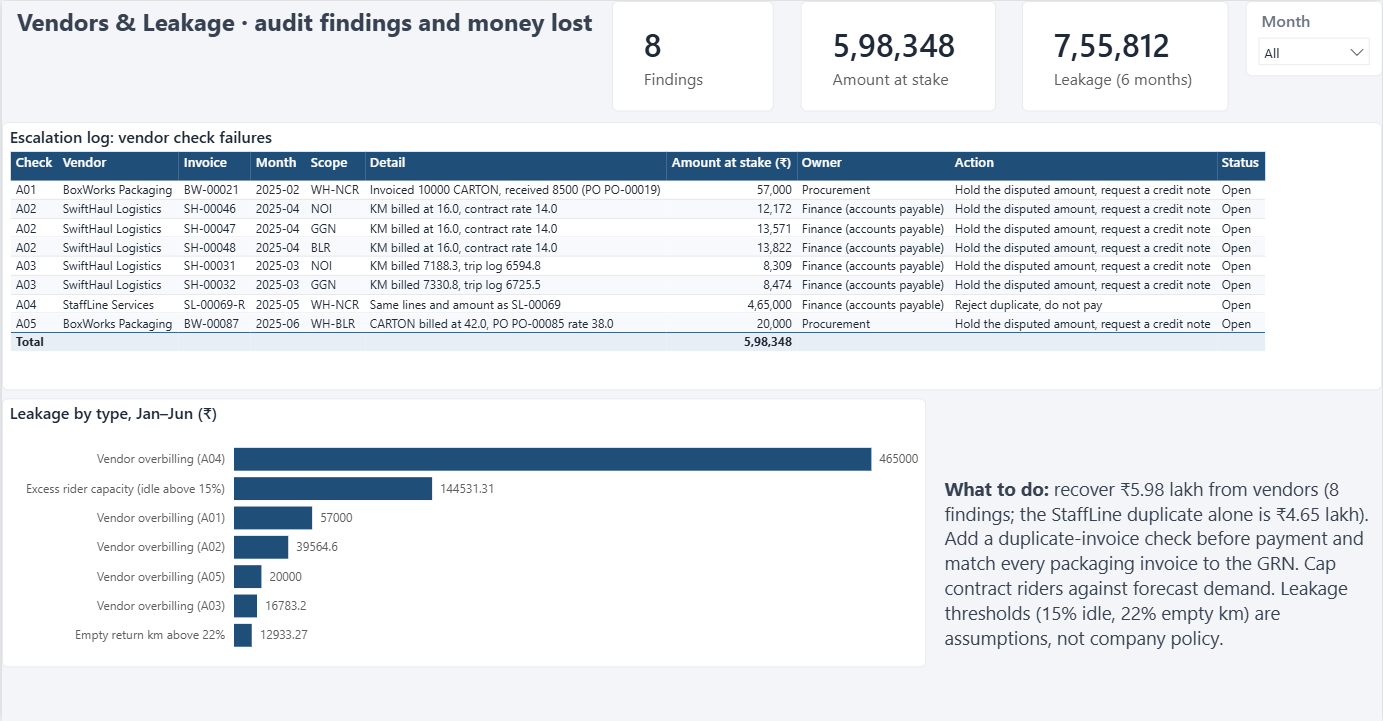 Vendors & Leakage · audit findings and money lost
8
Findings
5,98,348
Amount at stake
7,55,812
Leakage (6 months)
Month
All
Escalation log: vendor check failures
Check Vendor Invoice Month Scope Detail Amount at stake (₹) Owner Action Status
A01 BoxWorks Packaging BW-00021 2025-02 WH-NCR Invoiced 10000 CARTON, received 8500 (PO PO-00019) 57,000 Procurement Hold the disputed amount, request a credit note Open
A02 SwiftHaul Logistics SH-00046 2025-04 NOI KM billed at 16.0, contract rate 14.0 12,172 Finance (accounts payable) Hold the disputed amount, request a credit note Open
A02 SwiftHaul Logistics SH-00047 2025-04 GGN KM billed at 16.0, contract rate 14.0 13,571 Finance (accounts payable) Hold the disputed amount, request a credit note Open
A02 SwiftHaul Logistics SH-00048 2025-04 BLR KM billed at 16.0, contract rate 14.0 13,822 Finance (accounts payable) Hold the disputed amount, request a credit note Open
A03 SwiftHaul Logistics SH-00031 2025-03 NOI KM billed 7188.3, trip log 6594.8 8,309 Finance (accounts payable) Hold the disputed amount, request a credit note Open
A03 SwiftHaul Logistics SH-00032 2025-03 GGN KM billed 7330.8, trip log 6725.5 8,474 Finance (accounts payable) Hold the disputed amount, request a credit note Open
A04 StaffLine Services SL-00069-R 2025-05 WH-NCR Same lines and amount as SL-00069 4,65,000 Finance (accounts payable) Reject duplicate, do not pay Open
A05 BoxWorks Packaging BW-00087 2025-06 WH-BLR CARTON billed at 42.0, PO PO-00085 rate 38.0 20,000 Procurement Hold the disputed amount, request a credit note Open
Total 5,98,348
Leakage by type, Jan–Jun (₹)
Vendor overbilling (A04) 465000
Excess rider capacity (idle above 15%) 144531.31
Vendor overbilling (A01) 57000
Vendor overbilling (A02) 39564.6
Vendor overbilling (A05) 20000
Vendor overbilling (A03) 16783.2
Empty return km above 22% 12933.27
What to do: recover ₹5.98 lakh from vendors (8
findings; the StaffLine duplicate alone is ₹4.65 lakh).
Add a duplicate-invoice check before payment and
match every packaging invoice to the GRN. Cap
contract riders against forecast demand. Leakage
thresholds (15% idle, 22% empty km) are
assumptions, not company policy.